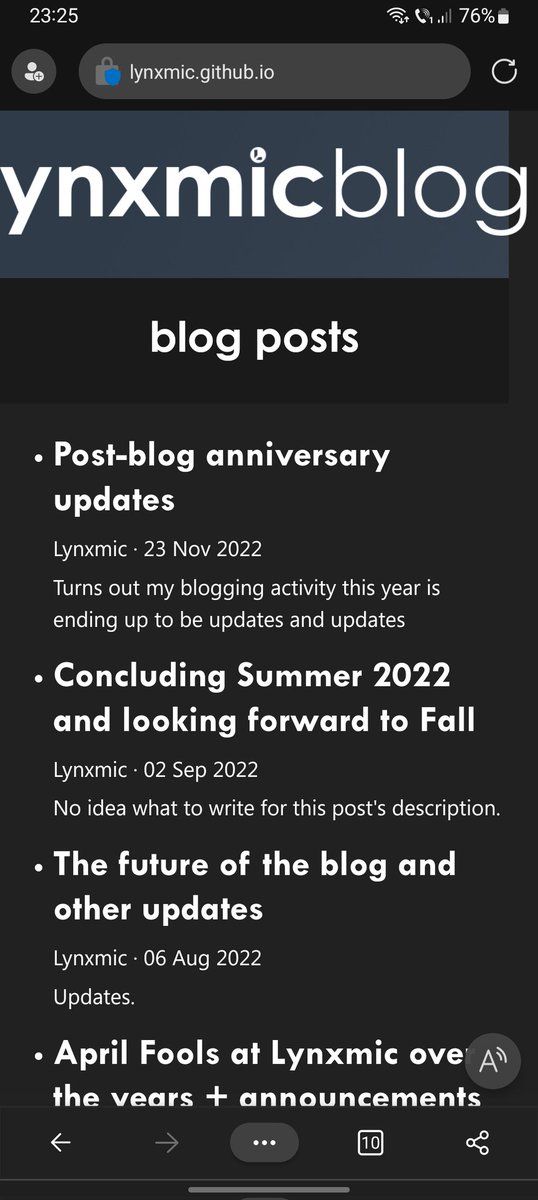 23:25
76%
lynxmic.github.io
ynxmicblog
blog posts
• Post-blog anniversary
updates
Lynxmic · 23 Nov 2022
Turns out my blogging activity this year is
ending up to be updates and updates
• Concluding Summer 2022
and looking forward to Fall
Lynxmic · 02 Sep 2022
No idea what to write for this post's description.
• The future of the blog and
other updates
Lynxmic · 06 Aug 2022
Updates.
• April Fools at Lynxmic over
the years + announcements
A
10